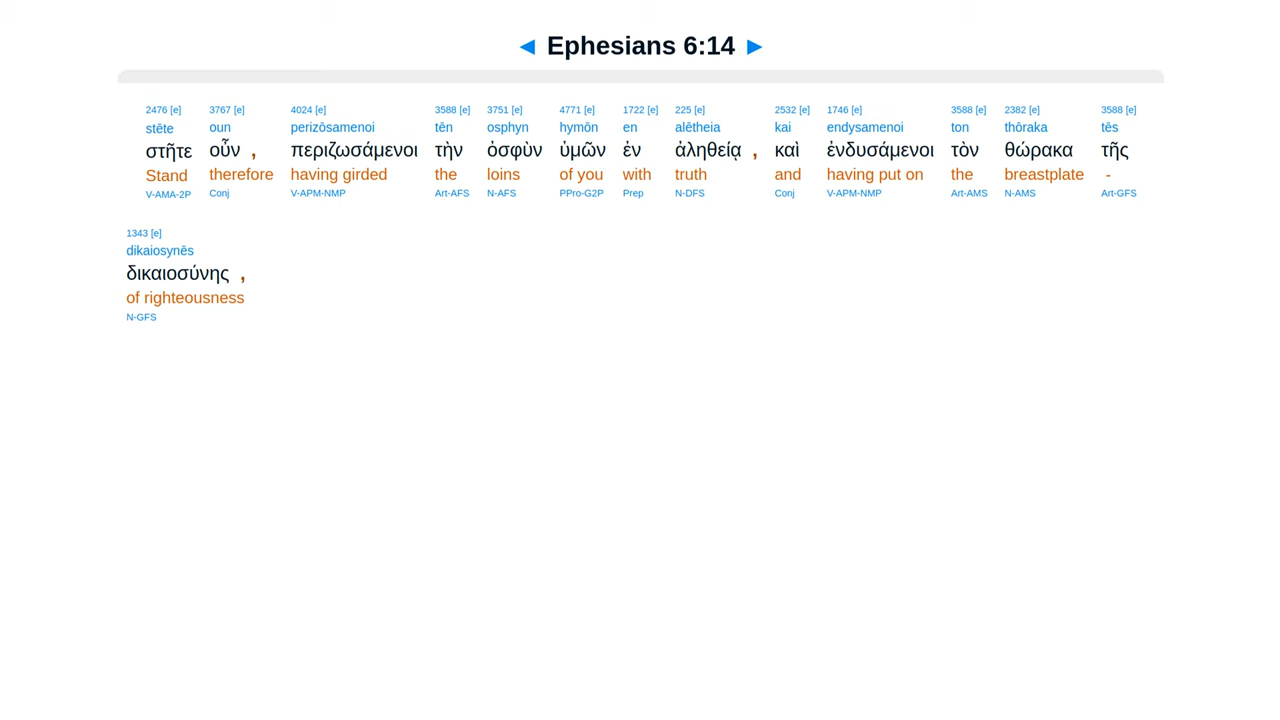 ◄ Ephesians 6:14 ►
2476 [e] 3767 [e] 4024 [e] 3588 [e] 3751 [e] 4771 [e] 1722 [e] 225 [e] 2532 [e] 1746 [e] 3588 [e] 2382 [e] 3588 [e]
stēte oun perizōsamenoi tēn osphyn hymōn en alētheia kai endysamenoi ton thōraka tēs
στῆτε οὖν , περιζωσάμενοι τὴν ὀσφὺν ὑμῶν ἐν ἀληθείᾳ , καὶ ἐνδυσάμενοι τὸν θώρακα τῆς
Stand therefore having girded the loins of you with truth and having put on the breastplate -
V-AMA-2P Conj V-APM-NMP Art-AFS N-AFS PPro-G2P Prep N-DFS Conj V-APM-NMP Art-AMS N-AMS Art-GFS
1343 [e]
dikaiosynēs
δικαιοσύνης ,
of righteousness
N-GFS